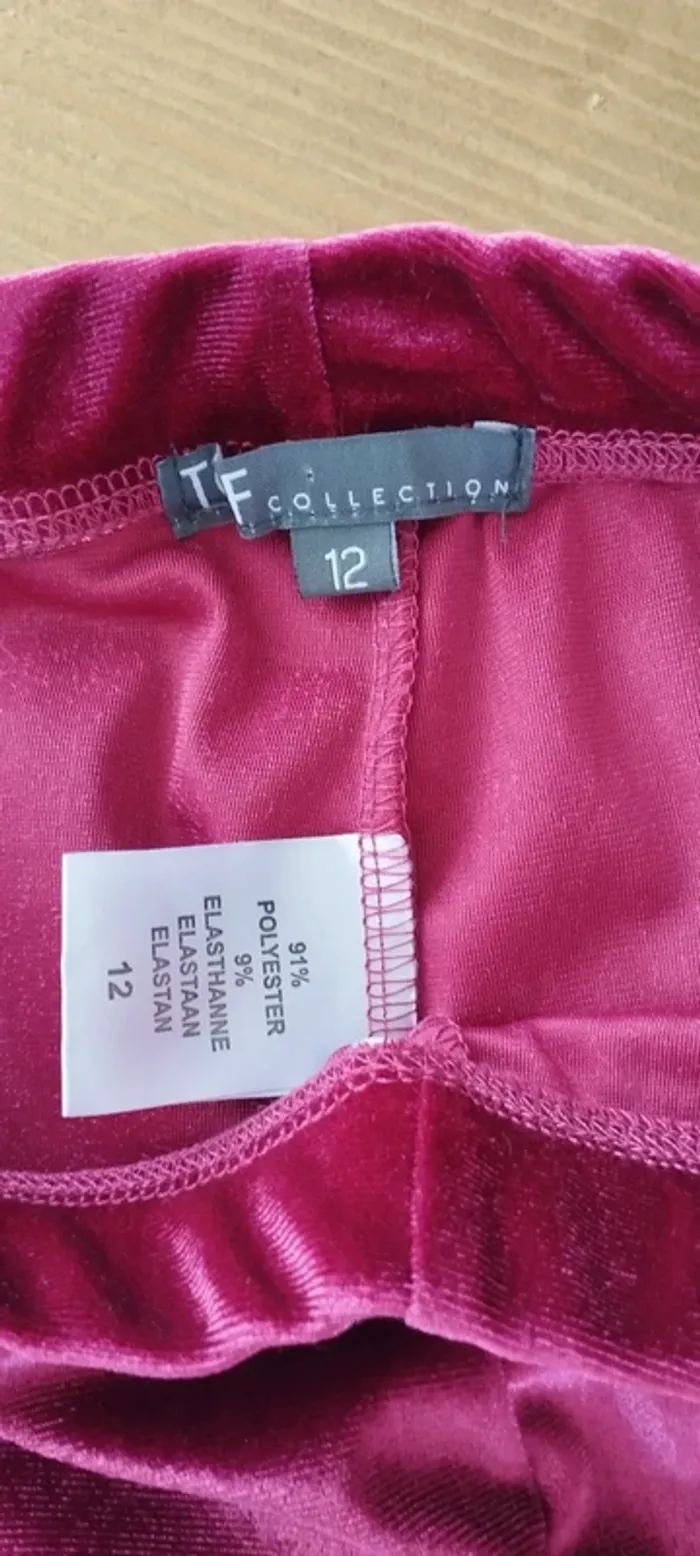 TF COLLECTION
12
91%
POLYESTER
9%
ELASTHANNE
ELASTAAN
ELASTAN
12